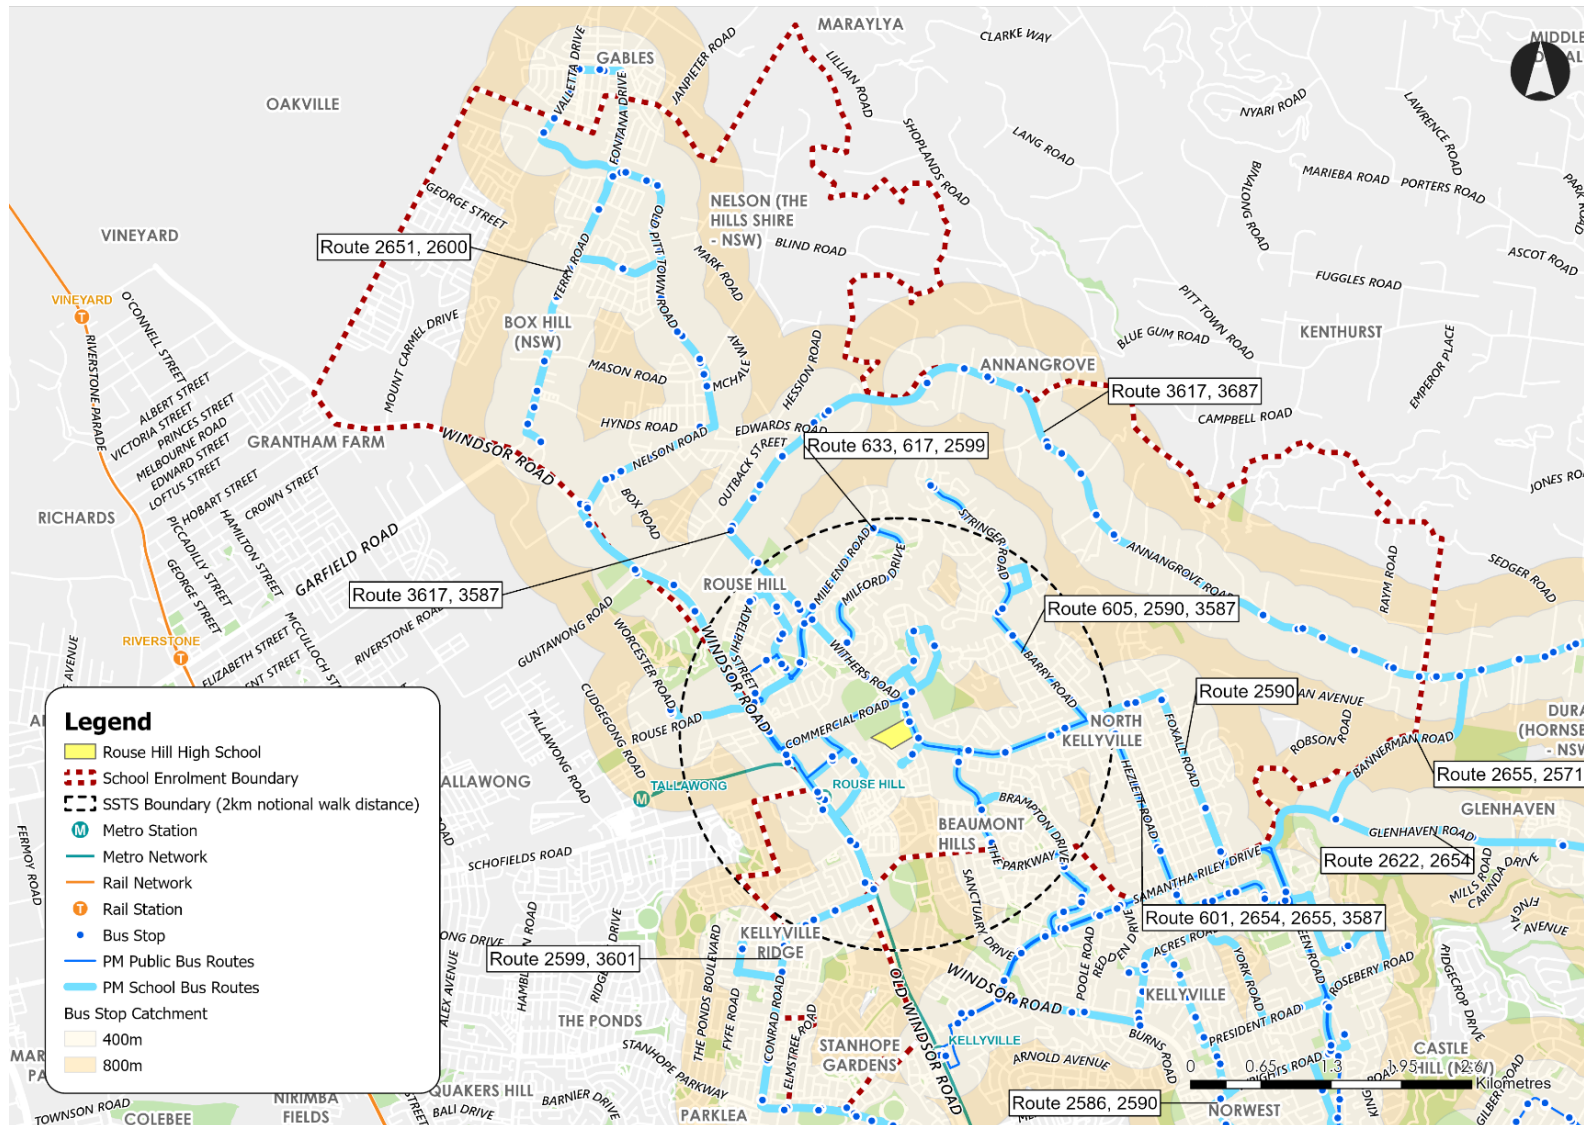 MARAYLYA
CLARKE WAY
GABLES
VALLETTA DRIVE
FONTANA DRIVE
JANPIETER ROAD
LILLIAN ROAD
OAKVILLE
NYARI ROAD
LAWRENCE ROAD
SHOPLANDS ROAD
LANG ROAD
BINALONG ROAD
MARIEBA ROAD
PORTERS ROAD
PARK ROAD
GEORGE STREET
NELSON (THE
HILLS SHIRE
- NSW)
BLIND ROAD
VINEYARD
Route 2651, 2600
OLD PITT TOWN ROAD
TERRY ROAD
MARK ROAD
ASCOT ROAD
FUGGLES ROAD
PITT TOWN ROAD
VINEYARD
T
O'CONNELL STREET
MOUNT CARMEL DRIVE
BOX HILL
(NSW)
BLUE GUM ROAD
KENTHURST
EMPEROR PLACE
RIVERSTONE PARADE
MASON ROAD
MCHALE WAY
HESSION ROAD
ANNANGROVE
Route 3617, 3687
CAMPBELL ROAD
ALBERT STREET
VICTORIA STREET
PRINCES STREET
MELBOURNE ROAD
EDWARD STREET
LOFTUS STREET
GRANTHAM FARM
WINDSOR ROAD
HYNDS ROAD
NELSON ROAD
EDWARDS ROAD
OUTBACK STREET
Route 633, 617, 2599
HOBART STREET
CROWN STREET
RICHARDS
PICCADILLY STREET
HAMILTON STREET
GEORGE STREET
GARFIELD ROAD
BOX ROAD
STRINGER ROAD
ANNANGROVE ROAD
RAYM ROAD
SEDGER ROAD
MILE END ROAD
MILFORD DRIVE
ROUSE HILL
Route 3617, 3587
Route 605, 2590, 3587
RIVERSTONE
T
MCCULLOCH ST
ELIZABETH STREET
RIVERSTONE ROAD
GUNTAWONG ROAD
WORCESTER ROAD
ADELPHI STREET
WINDSOR ROAD
WITHERS ROAD
BARRY ROAD
CUDGEGONG ROAD
ROUSE ROAD
COMMERCIAL ROAD
NORTH
KELLYVILLE
Route 2590
FOXALL ROAD
ROBSON ROAD
BANNERMAN ROAD
Route 2655, 2571
TALLAWONG ROAD
TALLAWONG
M
ROUSE HILL
HEZLETT ROAD
GLENHAVEN
BEAUMONT
HILLS
BRAMPTON DRIVE
THE PARKWAY
GLENHAVEN ROAD
Route 2622, 2654
SCHOFIELDS ROAD
SAMANTHA RILEY DRIVE
MILLS ROAD
CARINDA DRIVE
FERMOY ROAD
SANCTUARY DRIVE
Route 601, 2654, 2655, 3587
KELLYVILLE
RIDGE
Route 2599, 3601
THE PONDS BOULEVARD
POOLE ROAD
ACRES ROAD
YORK ROAD
ROSEBERY ROAD
RIDGECROP DRIVE
ALEX AVENUE
FYFE ROAD
OLD WINDSOR ROAD
WINDSOR ROAD
KELLYVILLE
PRESIDENT ROAD
THE PONDS
CONRAD ROAD
ELMSTREE ROAD
STANHOPE
GARDENS
KELLYVILLE
ARNOLD AVENUE
BURNS ROAD
STANHOPE PARKWAY
CASTLE
HILL (NSW)
QUAKERS HILL
BARNIER DRIVE
BALI DRIVE
NIRIMBA
FIELDS
PARKLEA
TOWNSON ROAD
COLEBEE
Route 2586, 2590
NORWEST
0 0.65 1.3 1.95 2.6
Kilometres
Legend
Rouse Hill High School
School Enrolment Boundary
SSTS Boundary (2km notional walk distance)
M Metro Station
Metro Network
Rail Network
T Rail Station
Bus Stop
PM Public Bus Routes
PM School Bus Routes
Bus Stop Catchment
400m
800m